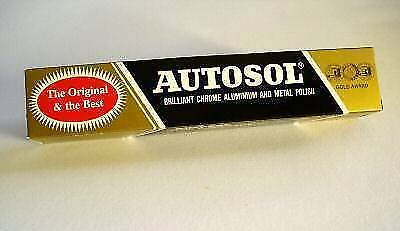 The Original
& the Best
AUTOSOL®
BRILLIANT CHROME ALUMINIUM AND METAL POLISH
GOLD AWARD